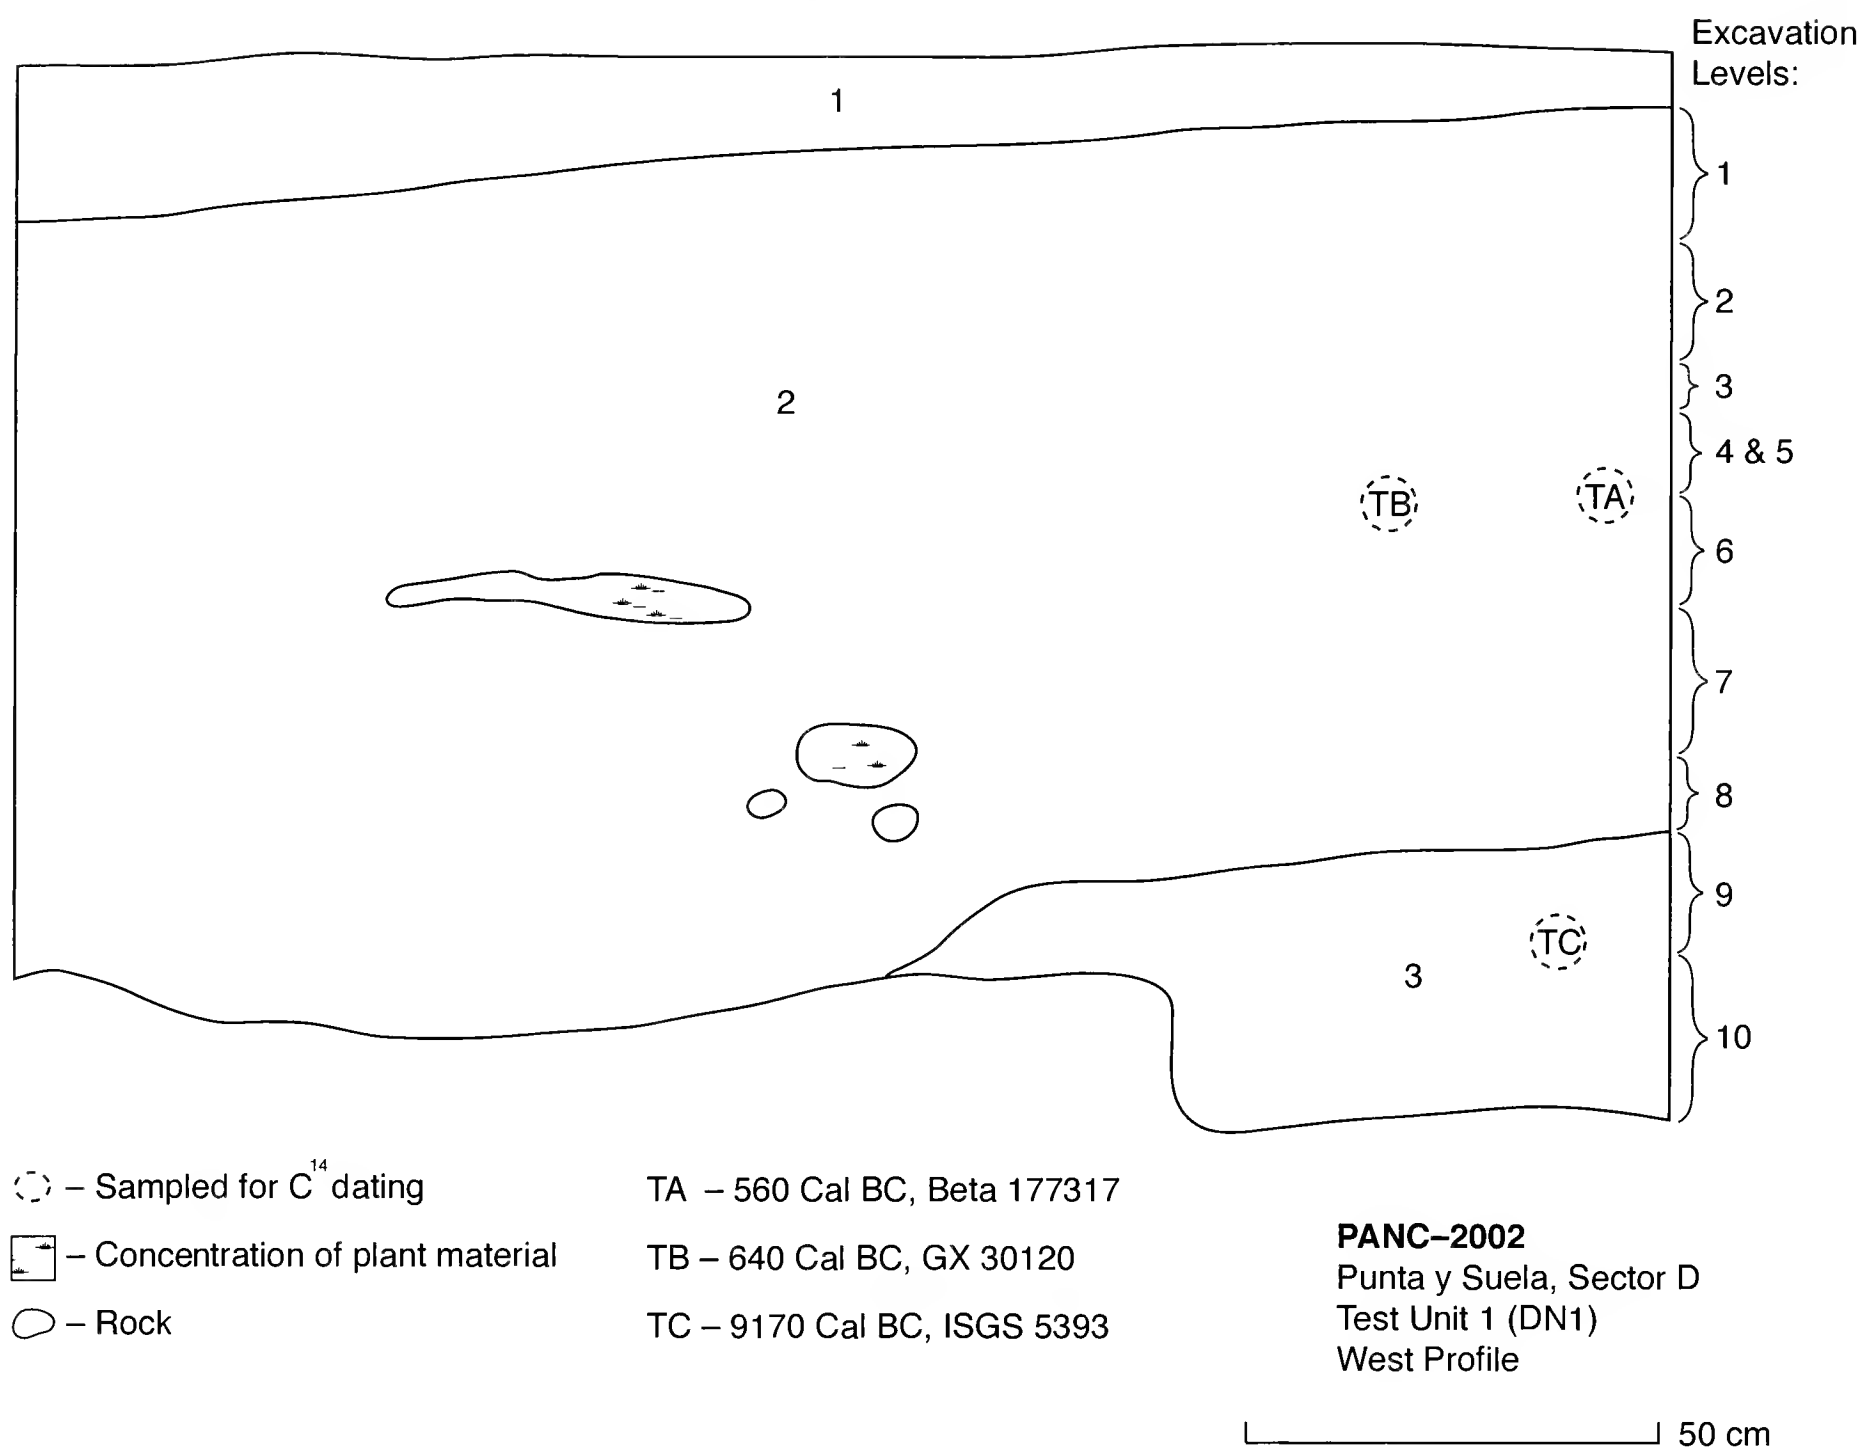 Excavation
Levels:
1
1
2
2
3
4 & 5
TB
TA
6
7
8
9
TC
3
10
– Sampled for C14 dating
– Concentration of plant material
– Rock
TA – 560 Cal BC, Beta 177317
TB – 640 Cal BC, GX 30120
TC – 9170 Cal BC, ISGS 5393
PANC–2002
Punta y Suela, Sector D
Test Unit 1 (DN1)
West Profile
50 cm